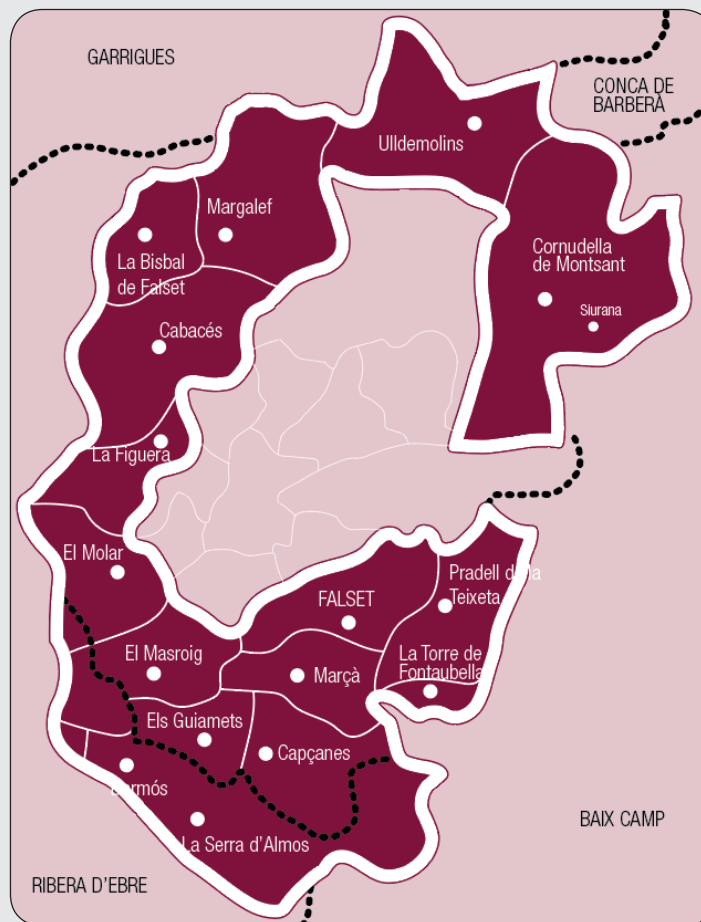 GARRIGUES
CONCA DE
BARBERÀ
Ulldemolins
Margalef
Cornudella
de Montsant
La Bisbal
de Falset
Siurana
Cabacés
La Figuera
El Molar
Pradell de la
Teixeta
FALSET
El Masroig
La Torre de
Fontaubella
Marçà
Els Guiamets
Capçanes
Darmós
La Serra d'Almos
BAIX CAMP
RIBERA D'EBRE